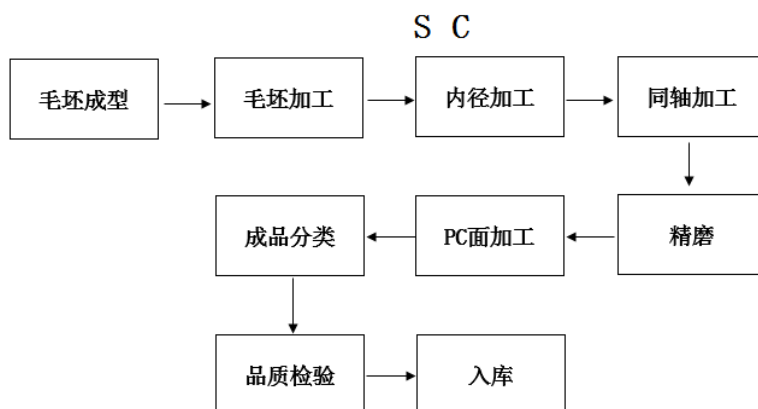 S C
毛坯成型
毛坯加工
内径加工
同轴加工
精磨
PC面加工
成品分类
品质检验
入库